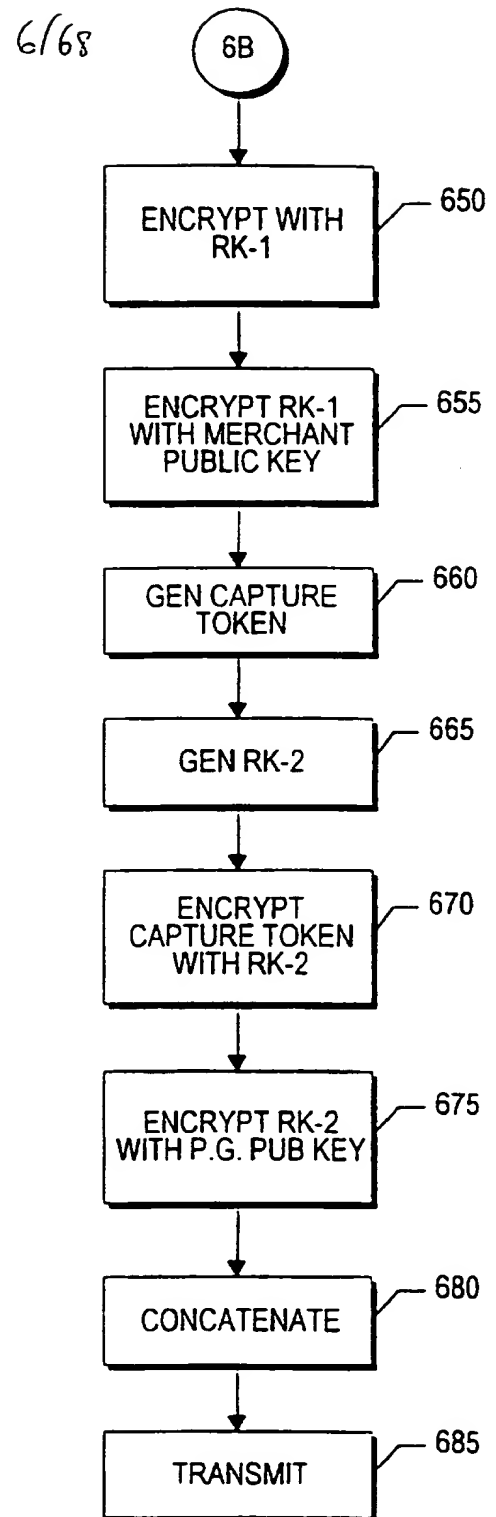 6/68
6B
ENCRYPT WITH
RK-1
650
ENCRYPT RK-1
WITH MERCHANT
PUBLIC KEY
655
GEN CAPTURE
TOKEN
660
GEN RK-2
665
ENCRYPT
CAPTURE TOKEN
WITH RK-2
670
ENCRYPT RK-2
WITH P.G. PUB KEY
675
CONCATENATE
680
TRANSMIT
685